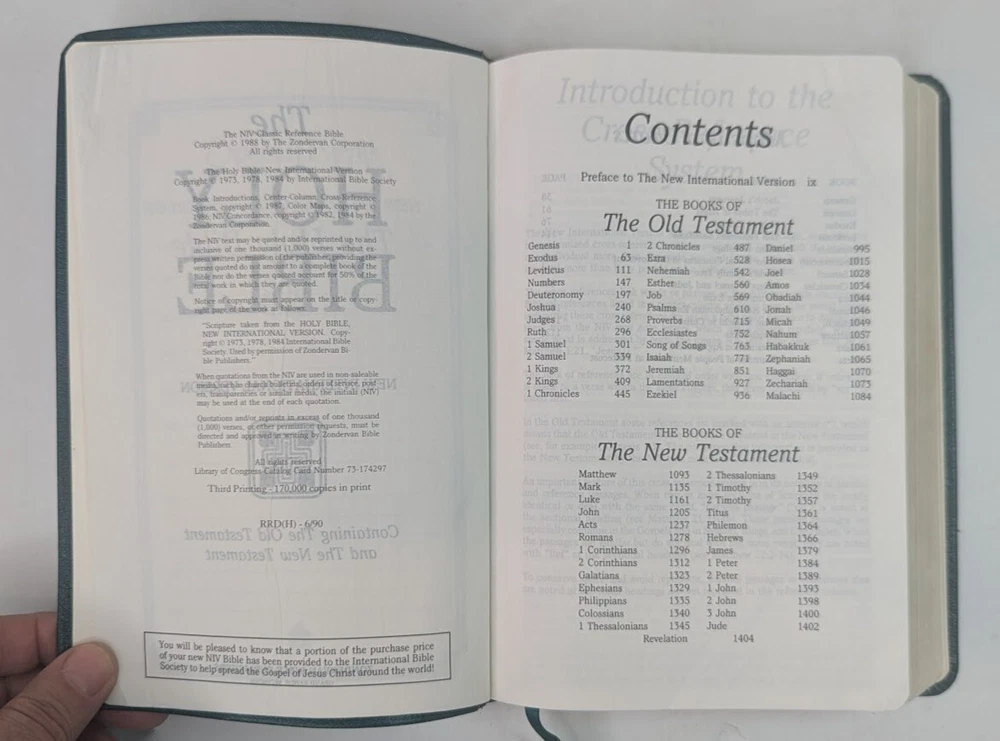 The NIV Classic Reference Bible
Copyright © 1988 by The Zondervan Corporation
All rights reserved
The Holy Bible, New International Version
Copyright © 1973, 1978, 1984 by International Bible Society
Book Introductions, Center-Column Cross Reference
System, copyright © 1982, Color Maps, copyright ©
1986, NIV Concordance, copyright © 1982, 1984 by the
Zondervan Corporation.
The NIV text may be quoted and/or reprinted up to and
inclusive of one thousand (1,000) verses without ex-
press written permission of the publisher, providing the
verses quoted do not amount to a complete book of the
Bible nor do the verses quoted account for 50% of the
total work in which they are quoted.
Notice of copyright must appear on the title or copy-
right page of the work as follows:
"Scripture taken from the HOLY BIBLE,
NEW INTERNATIONAL VERSION. Copy-
right © 1973, 1978, 1984 International Bible
Society. Used by permission of Zondervan Bi-
ble Publishers."
When quotations from the NIV are used in non-saleable
media, such as church bulletins, orders of service, post-
ers, transparencies or similar media, the initials (NIV)
may be used at the end of each quotation.
Quotations and/or reprints in excess of one thousand
(1,000) verses, or other permission requests, must be
directed and approved in writing by Zondervan Bible
Publishers.
All rights reserved
Library of Congress Catalog Card Number 73-174297
Third Printing - 170,000 copies in print
RRD(H) - 6/90
You will be pleased to know that a portion of the purchase price
of your new NIV Bible has been provided to the International Bible
Society to help spread the Gospel of Jesus Christ around the world!
Contents
Preface to The New International Version ix
THE BOOKS OF
The Old Testament
Genesis 1 2 Chronicles 487 Daniel 995
Exodus 63 Ezra 528 Hosea 1015
Leviticus 111 Nehemiah 542 Joel 1028
Numbers 147 Esther 560 Amos 1034
Deuteronomy 197 Job 569 Obadiah 1044
Joshua 240 Psalms 610 Jonah 1046
Judges 268 Proverbs 715 Micah 1049
Ruth 296 Ecclesiastes 752 Nahum 1057
1 Samuel 301 Song of Songs 763 Habakkuk 1061
2 Samuel 339 Isaiah 771 Zephaniah 1065
1 Kings 372 Jeremiah 851 Haggai 1070
2 Kings 409 Lamentations 927 Zechariah 1073
1 Chronicles 445 Ezekiel 936 Malachi 1084
THE BOOKS OF
The New Testament
Matthew 1093 2 Thessalonians 1349
Mark 1135 1 Timothy 1352
Luke 1161 2 Timothy 1357
John 1205 Titus 1361
Acts 1237 Philemon 1364
Romans 1278 Hebrews 1366
1 Corinthians 1296 James 1379
2 Corinthians 1312 1 Peter 1384
Galatians 1323 2 Peter 1389
Ephesians 1329 1 John 1393
Philippians 1335 2 John 1398
Colossians 1340 3 John 1400
1 Thessalonians 1345 Jude 1402
Revelation 1404